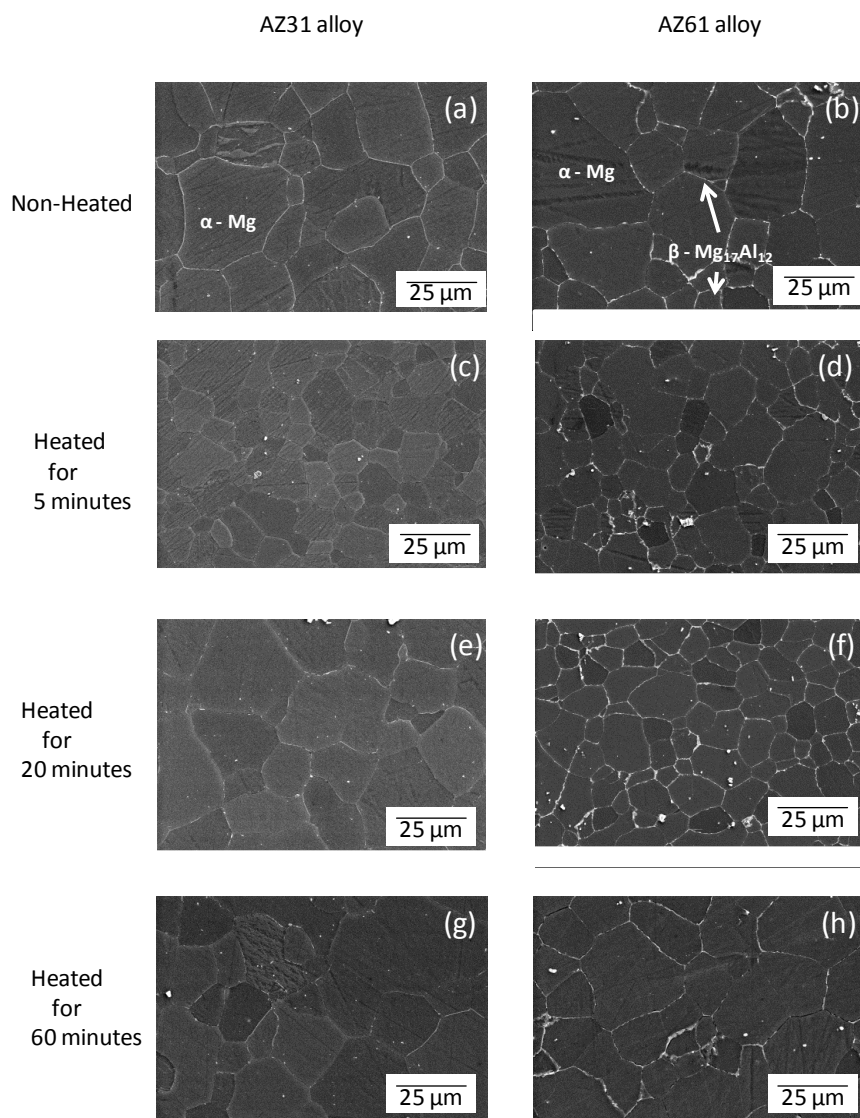 AZ31 alloy
AZ61 alloy
Non-Heated
(a)
α - Mg
25 µm
(b)
α - Mg
β - Mg₁₇Al₁₂
25 µm
Heated
for
5 minutes
(c)
25 µm
(d)
25 µm
Heated
for
20 minutes
(e)
25 µm
(f)
25 µm
Heated
for
60 minutes
(g)
25 µm
(h)
25 µm